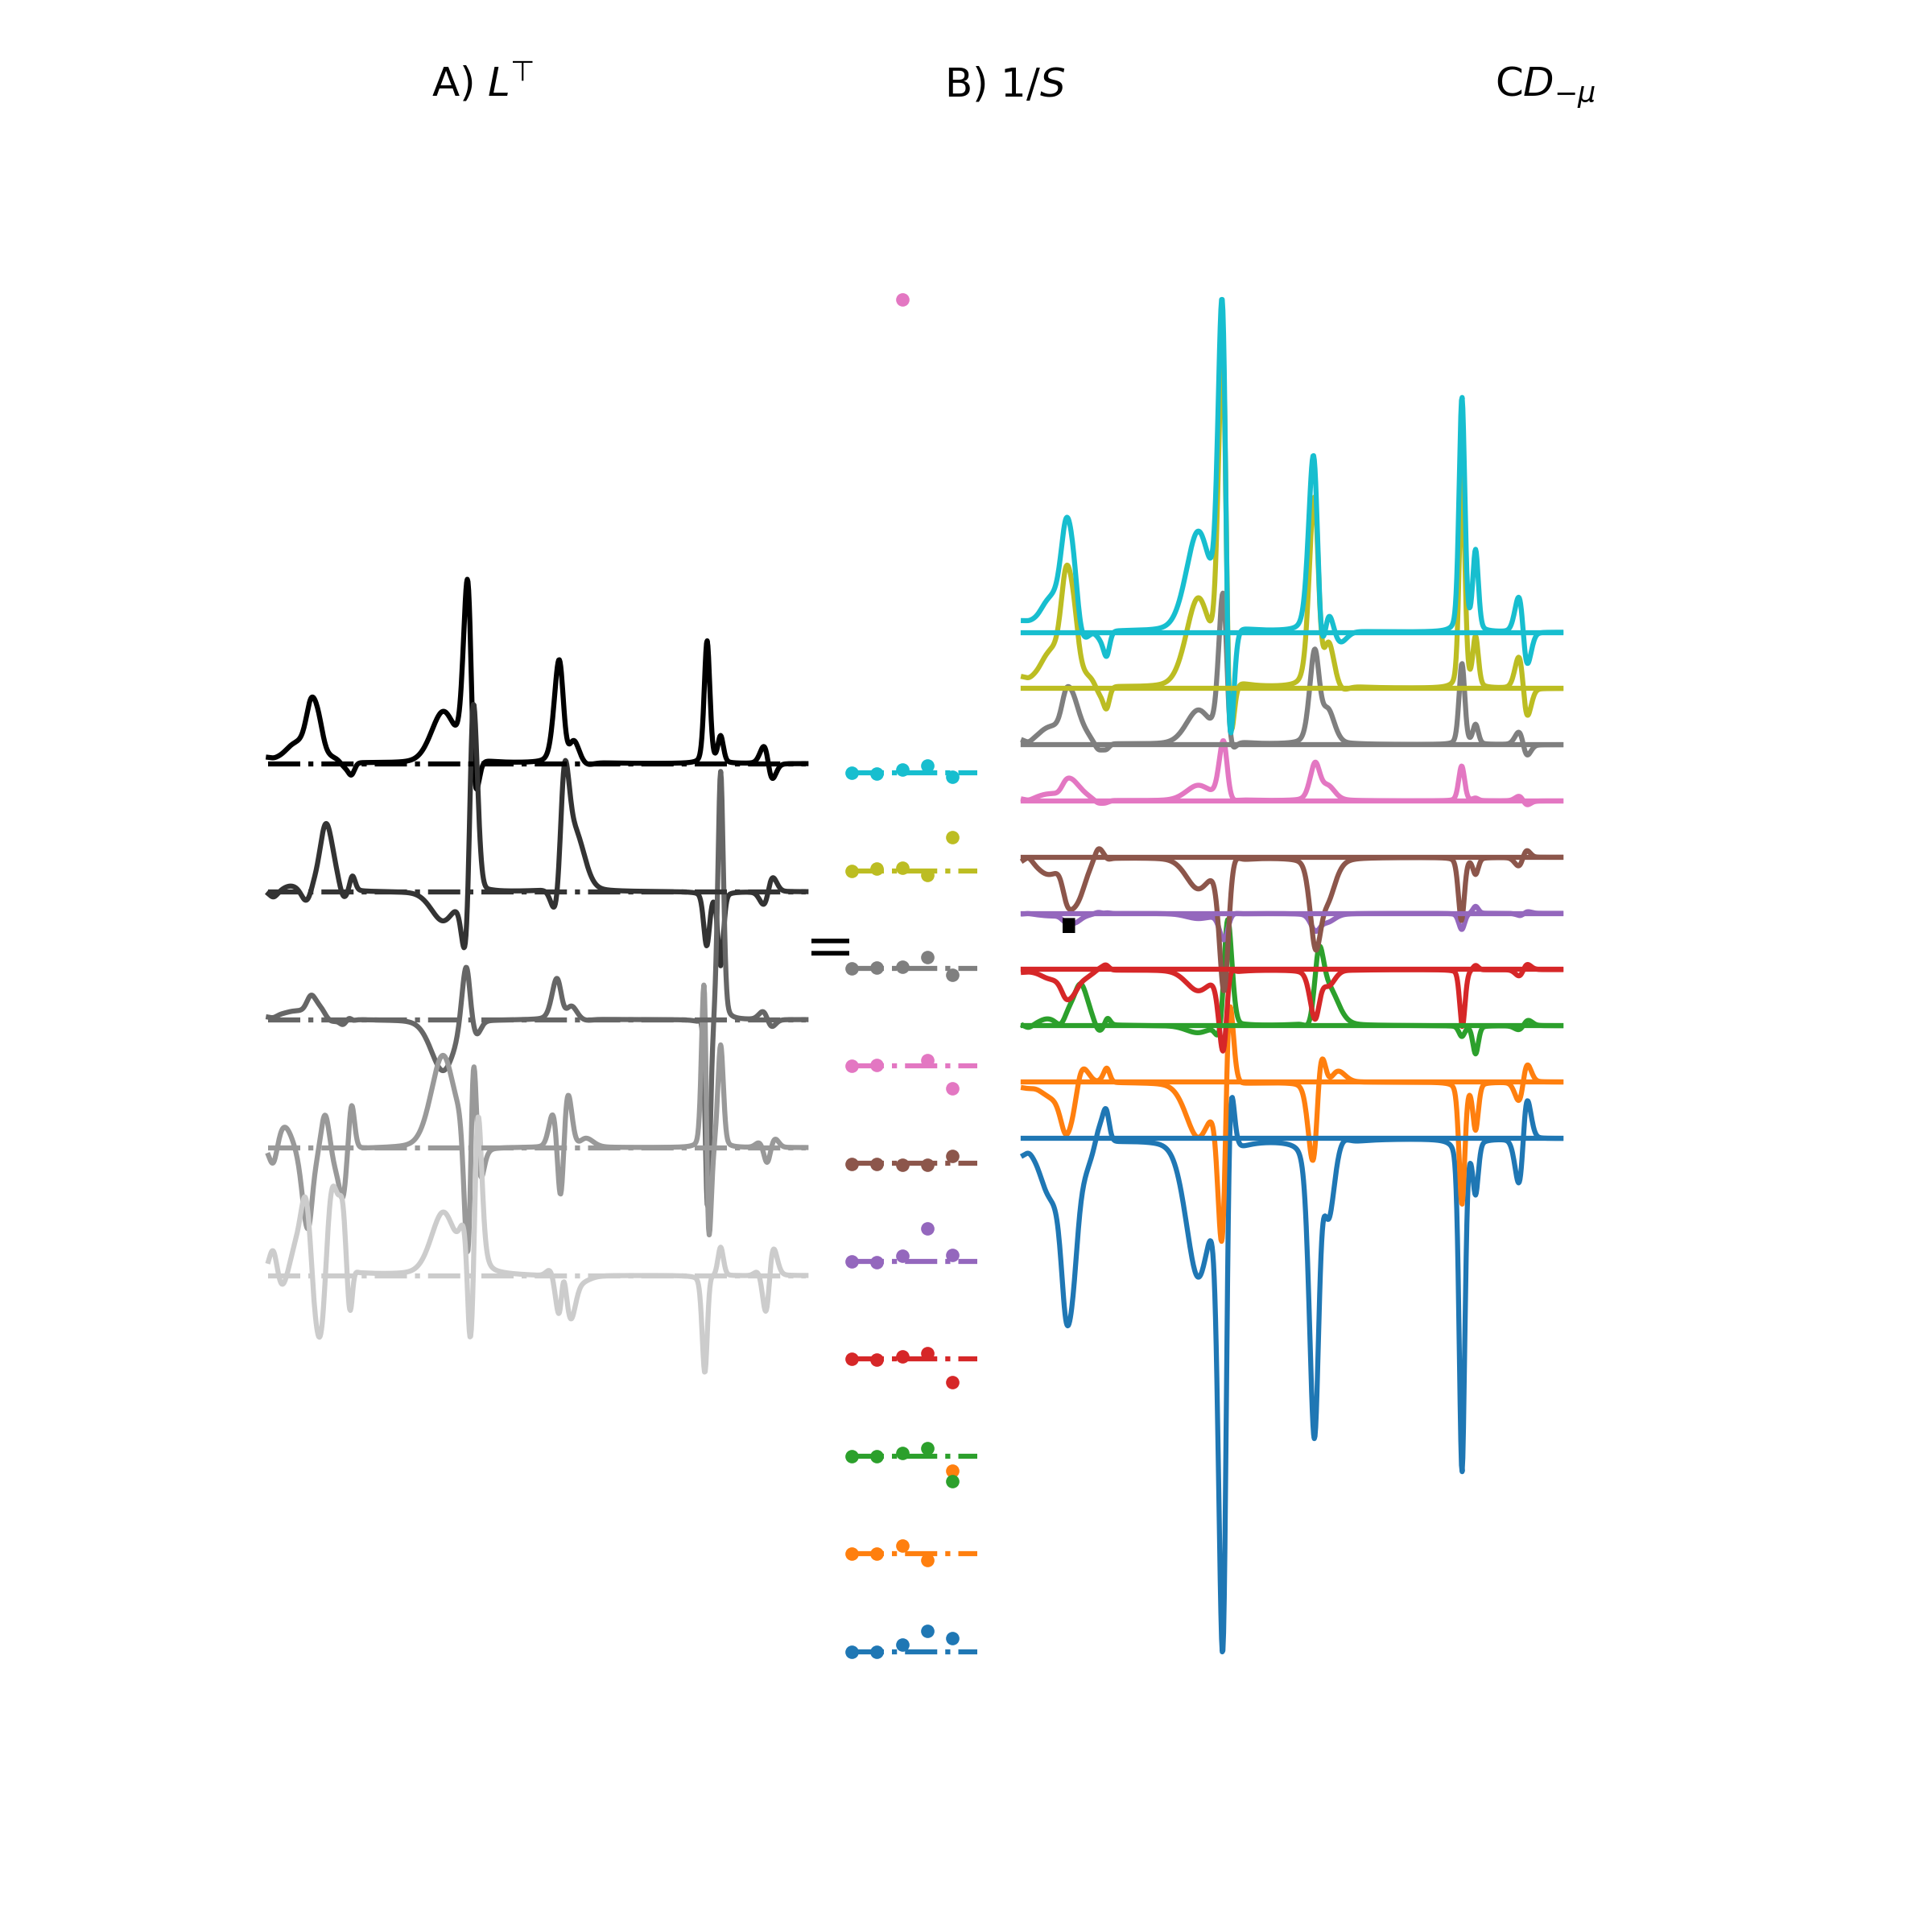 A) L⊤
B) 1/S
CD−μ
=